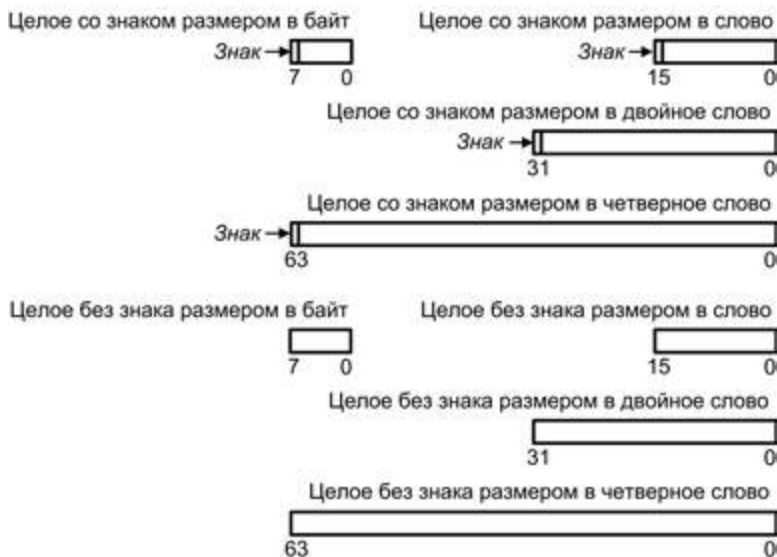 Целое со знаком размером в байт Целое со знаком размером в слово
Знак Знак
7 0 15 0
Целое со знаком размером в двойное слово
Знак
31 0
Целое со знаком размером в четверное слово
Знак
63 0
Целое без знака размером в байт Целое без знака размером в слово
7 0 15 0
Целое без знака размером в двойное слово
31 0
Целое без знака размером в четверное слово
63 0